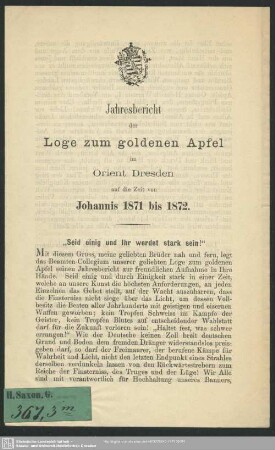 Jahresbericht
der
Loge zum goldenen Apfel
im
Orient Dresden
auf die Zeit von
Johannis 1871 bis 1872.
„Seid einig und Ihr werdet stark sein!“
Mit diesem Gruss, meine geliebten Brüder nah und fern, legt
das Beamten Collegium unserer geliebten Loge zum goldenen
Apfel seinen Jahresbericht zur freundlichen Aufnahme in Ihre
Hände. Seid einig und durch Einigkeit stark in einer Zeit,
welche an unsere Kunst die höchsten Anforderungen, an jeden
Einzelnen das Gebot stellt, auf der Wacht auszuharren, dass
die Finsterniss nicht siege über das Licht, um dessen Voll-
besitz die Besten aller Jahrhunderte mit geistigen und eisernen
Waffen geworben; kein Tropfen Schweiss im Kampfe der
Geister, kein Tropfen Blutes auf entscheidender Wahlstatt
darf für die Zukunft verloren sein! „Haltet fest, was schwer
errungen!“ Wie der Deutsche keinen Zoll breit deutschen
Grund und Boden dem fremden Dränger widerstandslos preis-
geben darf, so darf der Freimaurer, der berufene Kämpe für
Wahrheit und Licht, nicht den letzten Endpunkt eines Strahles
derselben verdunkeln lassen von den Rückwärtsstrebern zum
Reiche der Finsterniss, des Truges und der Lüge! Wir Alle
sind mit verantwortlich für Hochhaltung unseres Banners,
H. Saxon. G.
367,3 m